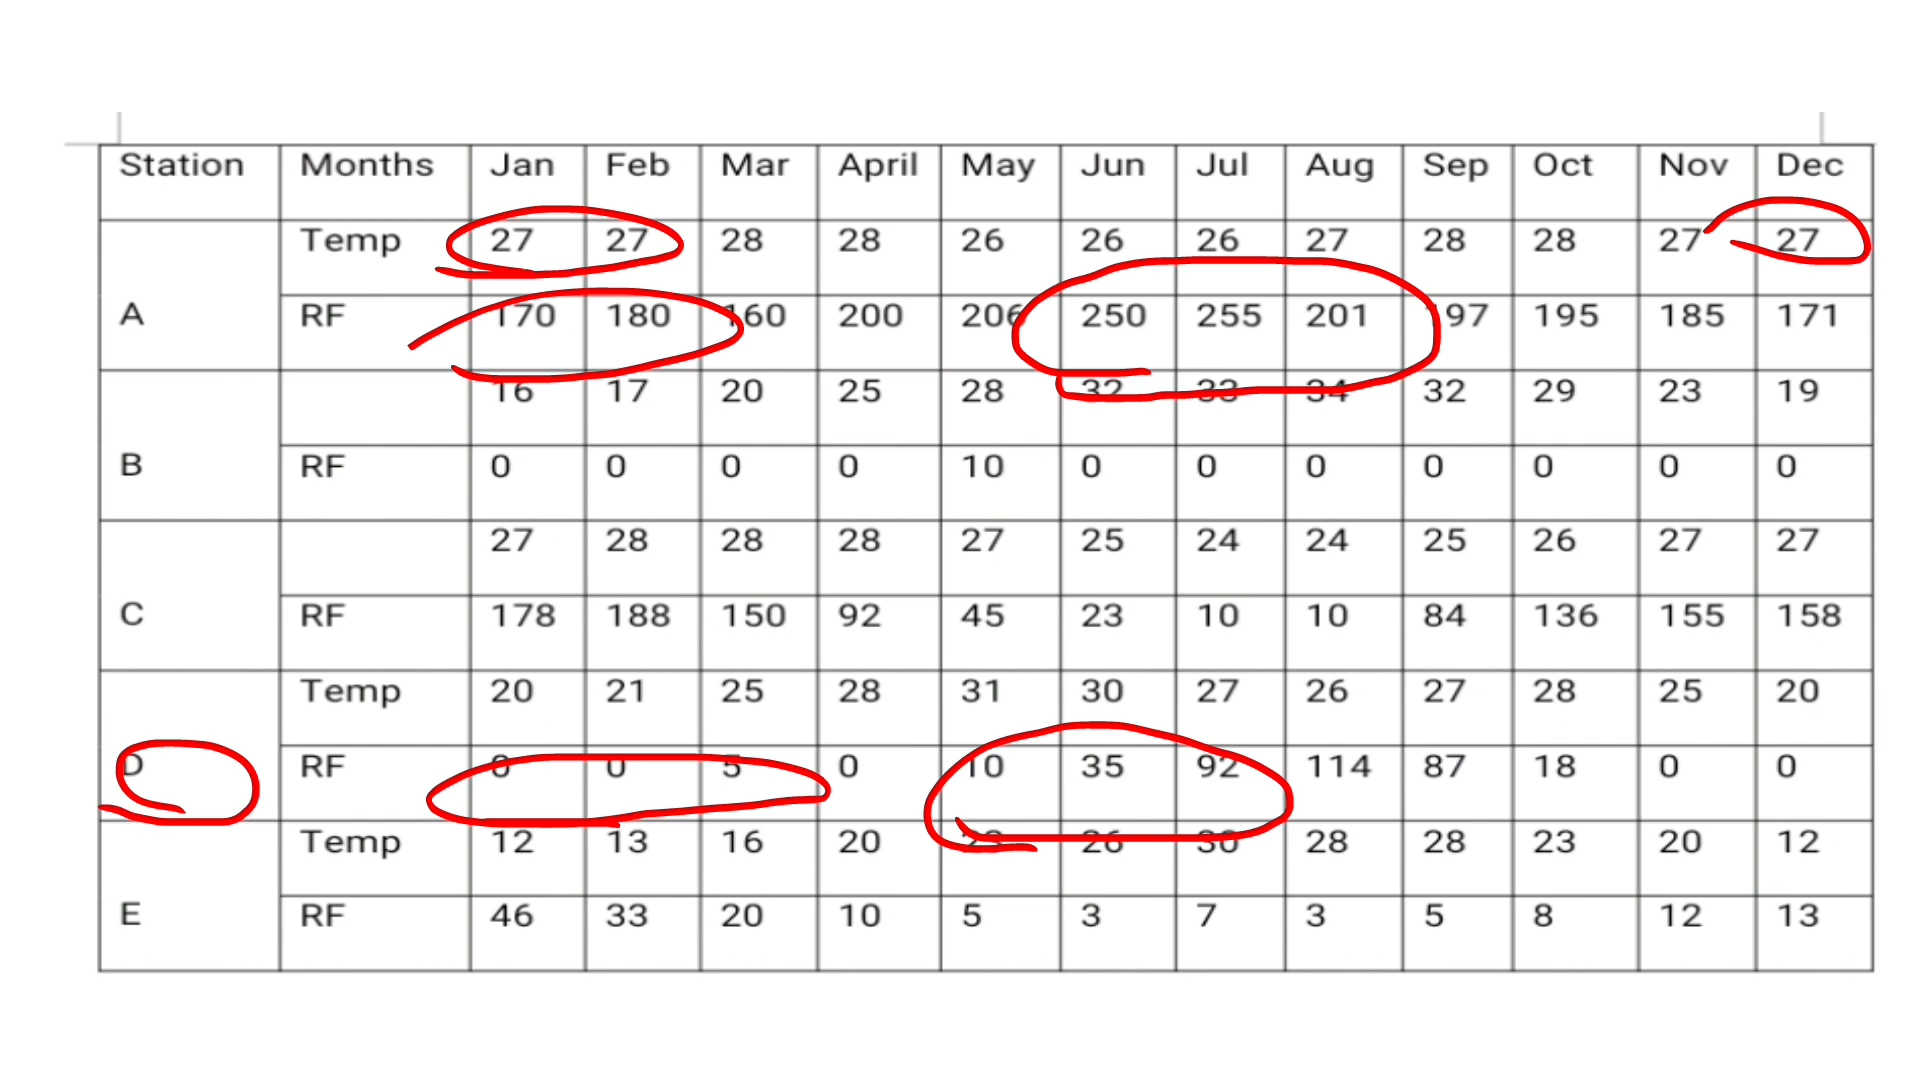 Station Months Jan Feb Mar April May Jun Jul Aug Sep Oct Nov Dec
Temp 27 27 28 28 26 26 26 27 28 28 27 27
A RF 170 180 160 200 206 250 255 201 197 195 185 171
16 17 20 25 28 32 33 34 32 29 23 19
B RF 0 0 0 0 10 0 0 0 0 0 0 0
27 28 28 28 27 25 24 24 25 26 27 27
C RF 178 188 150 92 45 23 10 10 84 136 155 158
Temp 20 21 25 28 31 30 27 26 27 28 25 20
D RF 0 0 5 0 10 35 92 114 87 18 0 0
Temp 12 13 16 20 26 30 28 28 23 20 12
E RF 46 33 20 10 5 3 7 3 5 8 12 13